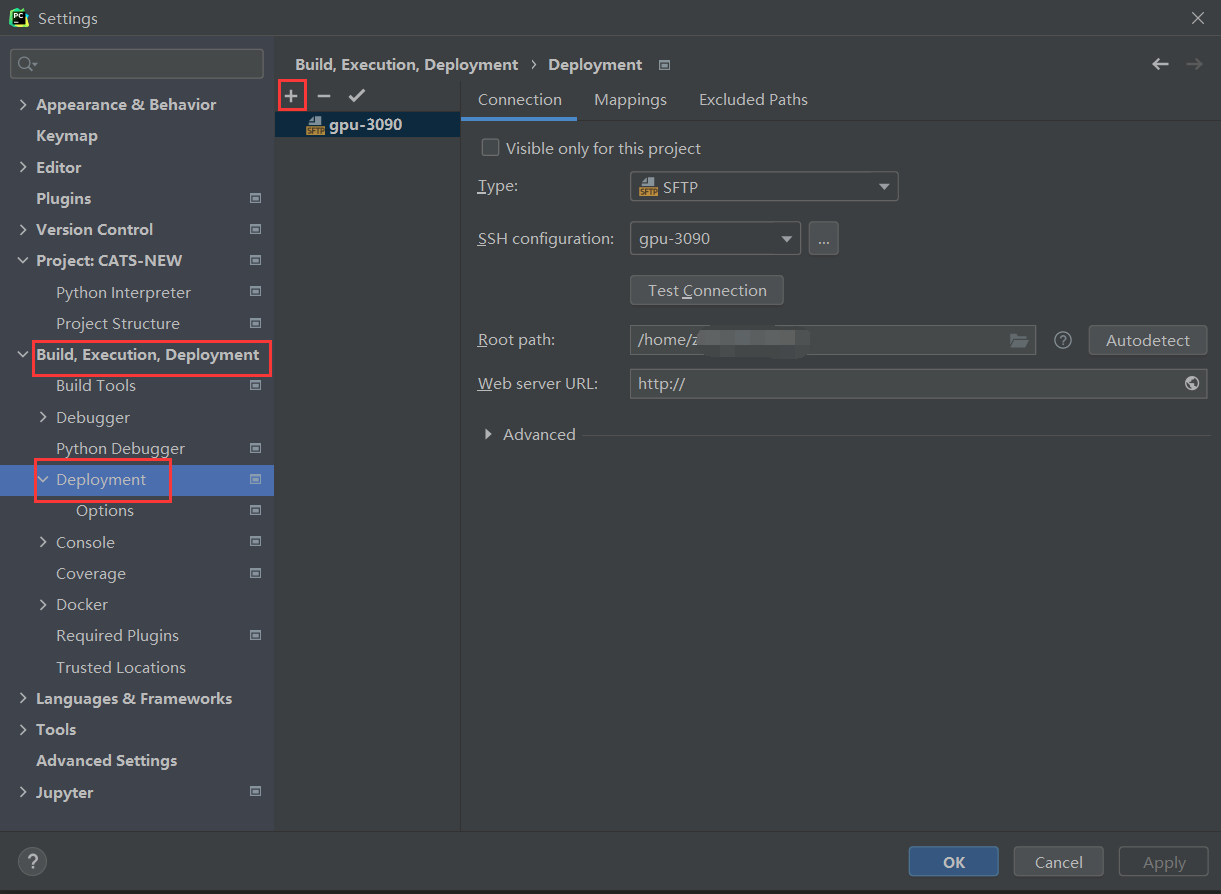 Settings
Appearance & Behavior
Keymap
Editor
Plugins
Version Control
Project: CATS-NEW
Python Interpreter
Project Structure
Build, Execution, Deployment
Build Tools
Debugger
Python Debugger
Deployment
Options
Console
Coverage
Docker
Required Plugins
Trusted Locations
Languages & Frameworks
Tools
Advanced Settings
Jupyter
Build, Execution, Deployment › Deployment
gpu-3090
Connection Mappings Excluded Paths
Visible only for this project
Type: SFTP
SSH configuration: gpu-3090 ...
Test Connection
Root path: /home/z Autodetect
Web server URL: http://
Advanced
? OK Cancel Apply